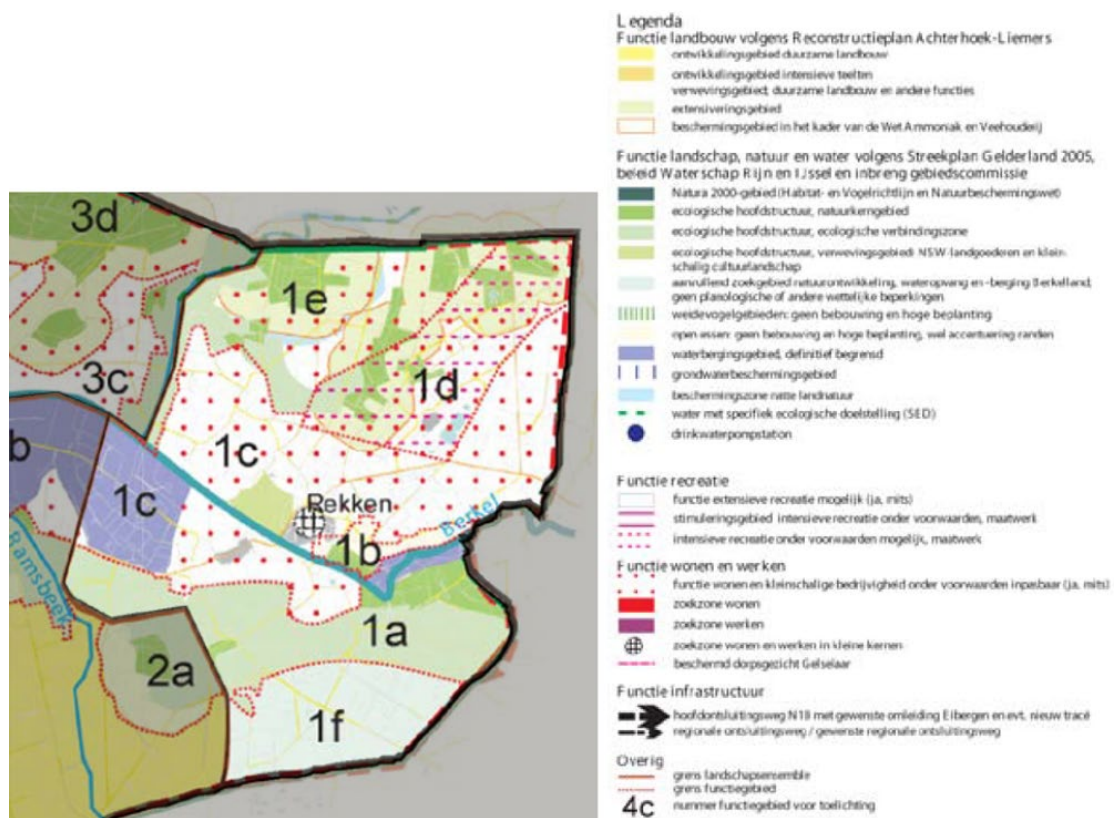 3d
1e
3c
1d
1c
b
1c
Rekken
Berkel
1b
Ramsbeek
1a
2a
1f
Legenda
Functie landbouw volgens Reconstructieplan Achterhoek-Liemers
ontwikkelingsgebied duurzame landbouw
ontwikkelingsgebied intensieve teelten
verwevingsgebied, duurzame landbouw en andere functies
extensiveringsgebied
beschermingsgebied in het kader van de Wet Ammoniak en Veehouderij
Functie landschap, natuur en water volgens Streekplan Gelderland 2005,
beleid Waterschap Rijn en IJssel en inbreng gebiedscommissie
Natura 2000-gebied (Habitat- en Vogelrichtlijn en Natuurbeschermingswet)
ecologische hoofdstructuur, natuurkerngebied
ecologische hoofdstructuur, ecologische verbindingszone
ecologische hoofdstructuur, verwevingsgebied: NSW-landgoederen en klein-
schalig cultuurlandschap
aanvullend zoekgebied natuurontwikkeling, wateropvang en -berging Berkelland,
geen planologische of andere wettelijke beperkingen
weidevogelgebieden: geen bebouwing en hoge beplanting
open essen: geen bebouwing en hoge beplanting, wel accentuering randen
waterbergingsgebied, definitief begrensd
grondwaterbeschermingsgebied
beschermingszone natte landnatuur
water met specifiek ecologische doelstelling (SED)
drinkwaterpompstation
Functie recreatie
functie extensieve recreatie mogelijk (ja, mits)
stimuleringsgebied intensieve recreatie onder voorwaarden, maatwerk
intensieve recreatie onder voorwaarden mogelijk, maatwerk
Functie wonen en werken
functie wonen en kleinschalige bedrijvigheid onder voorwaarden inpasbaar (ja, mits)
zoekzone wonen
zoekzone werken
zoekzone wonen en werken in kleine kernen
beschermd dorpsgezicht Gelselaar
Functie infrastructuur
hoofdontsluitingsweg N18 met gewenste omleiding Eibergen en evt. nieuw tracé
regionale ontsluitingsweg / gewenste regionale ontsluitingsweg
Overig
grens landschapsensemble
grens functiegebied
4c nummer functiegebied voor toelichting